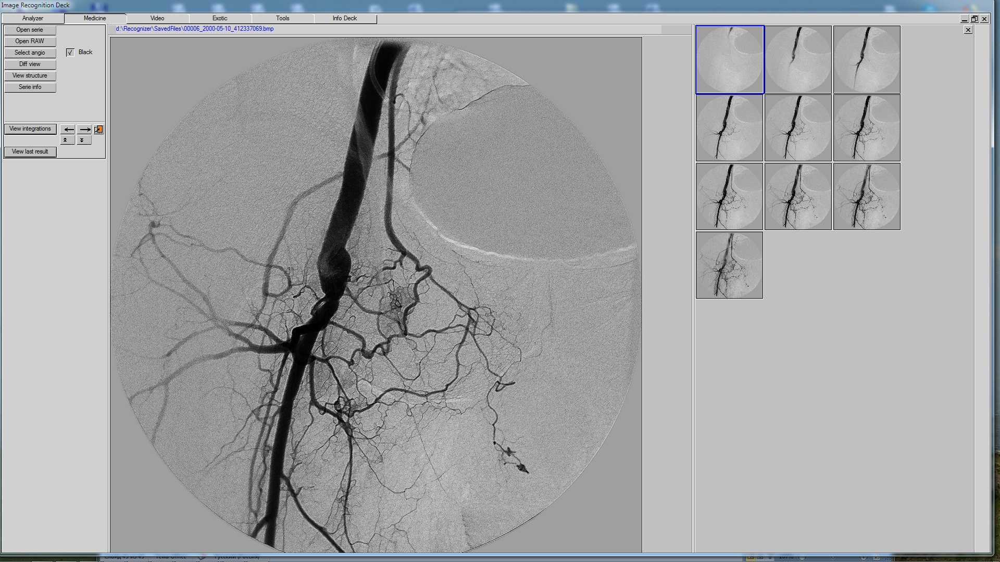 Image Recognition Deck
Analyzer
Medicine
Video
Exotic
Tools
Info Deck
d:\Recognizer\SavedFiles\00006_2000-05-10_412337069.bmp
Open serie
Open RAW
Select angio
Black
Diff view
View structure
Serie info
View integrations
View last result